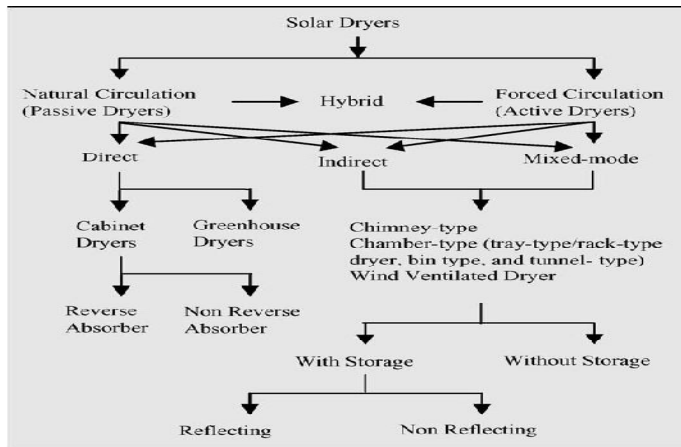 Solar Dryers
Natural Circulation
(Passive Dryers)
Hybrid
Forced Circulation
(Active Dryers)
Direct
Indirect
Mixed-mode
Cabinet
Dryers
Greenhouse
Dryers
Chimney-type
Chamber-type (tray-type/rack-type
dryer, bin type, and tunnel- type)
Wind Ventilated Dryer
Reverse
Absorber
Non Reverse
Absorber
With Storage
Without Storage
Reflecting
Non Reflecting